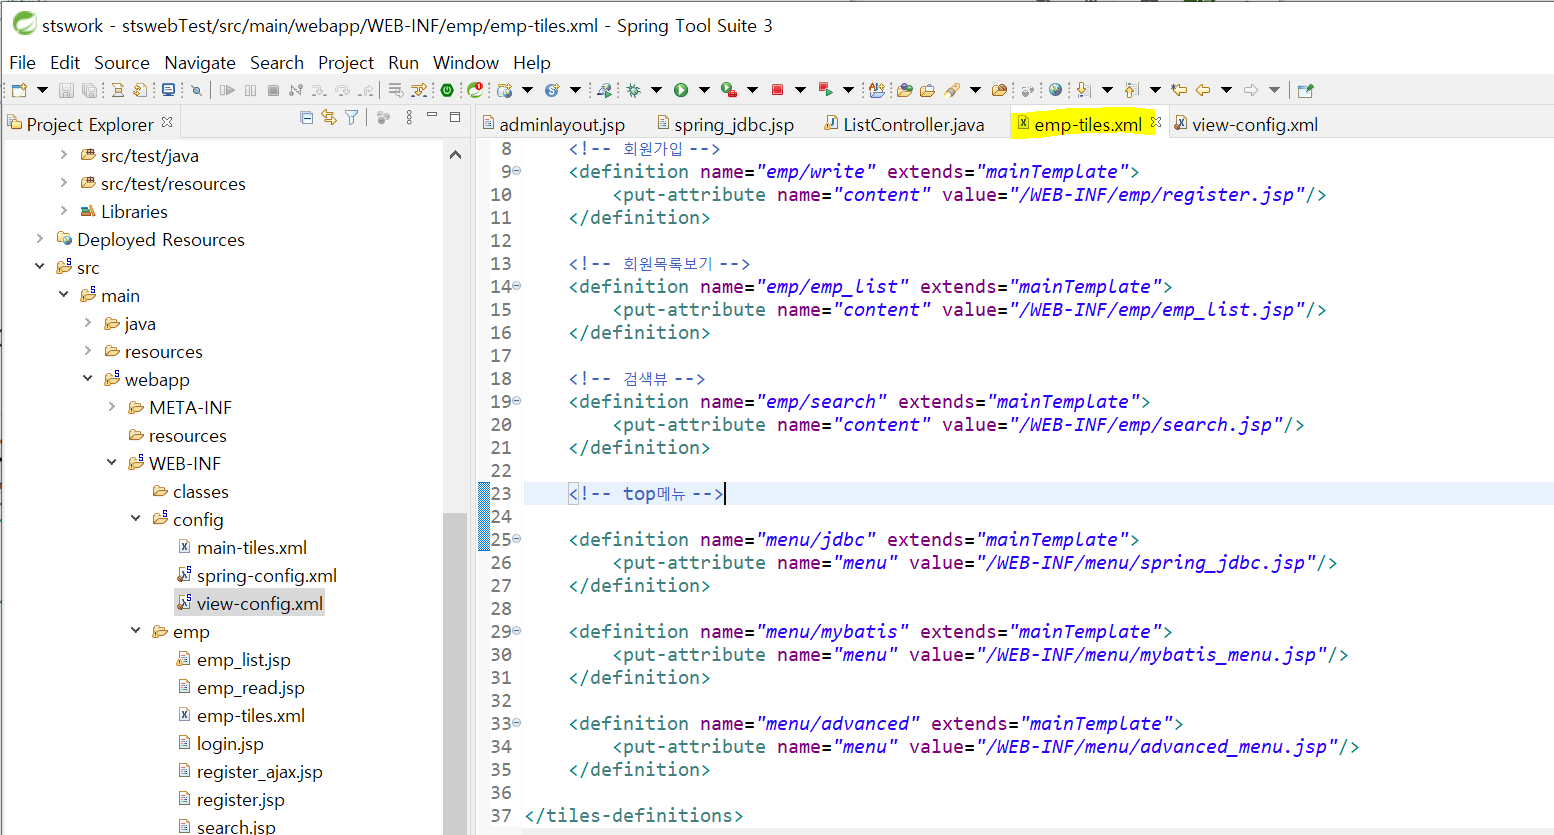 stswork - stswebTest/src/main/webapp/WEB-INF/emp/emp-tiles.xml - Spring Tool Suite 3
File Edit Source Navigate Search Project Run Window Help
Project Explorer
src/test/java
src/test/resources
Libraries
Deployed Resources
src
main
java
resources
webapp
META-INF
resources
WEB-INF
classes
config
main-tiles.xml
spring-config.xml
view-config.xml
emp
emp_list.jsp
emp_read.jsp
emp-tiles.xml
login.jsp
register_ajax.jsp
register.jsp
search.jsp
adminlayout.jsp spring_jdbc.jsp ListController.java emp-tiles.xml view-config.xml
8 <!-- 회원가입 -->
9 <definition name="emp/write" extends="mainTemplate">
10 <put-attribute name="content" value="/WEB-INF/emp/register.jsp"/>
11 </definition>
12
13 <!-- 회원목록보기 -->
14 <definition name="emp/emp_list" extends="mainTemplate">
15 <put-attribute name="content" value="/WEB-INF/emp/emp_list.jsp"/>
16 </definition>
17
18 <!-- 검색뷰 -->
19 <definition name="emp/search" extends="mainTemplate">
20 <put-attribute name="content" value="/WEB-INF/emp/search.jsp"/>
21 </definition>
22
23 <!-- top메뉴 -->
24
25 <definition name="menu/jdbc" extends="mainTemplate">
26 <put-attribute name="menu" value="/WEB-INF/menu/spring_jdbc.jsp"/>
27 </definition>
28
29 <definition name="menu/mybatis" extends="mainTemplate">
30 <put-attribute name="menu" value="/WEB-INF/menu/mybatis_menu.jsp"/>
31 </definition>
32
33 <definition name="menu/advanced" extends="mainTemplate">
34 <put-attribute name="menu" value="/WEB-INF/menu/advanced_menu.jsp"/>
35 </definition>
36
37 </tiles-definitions>